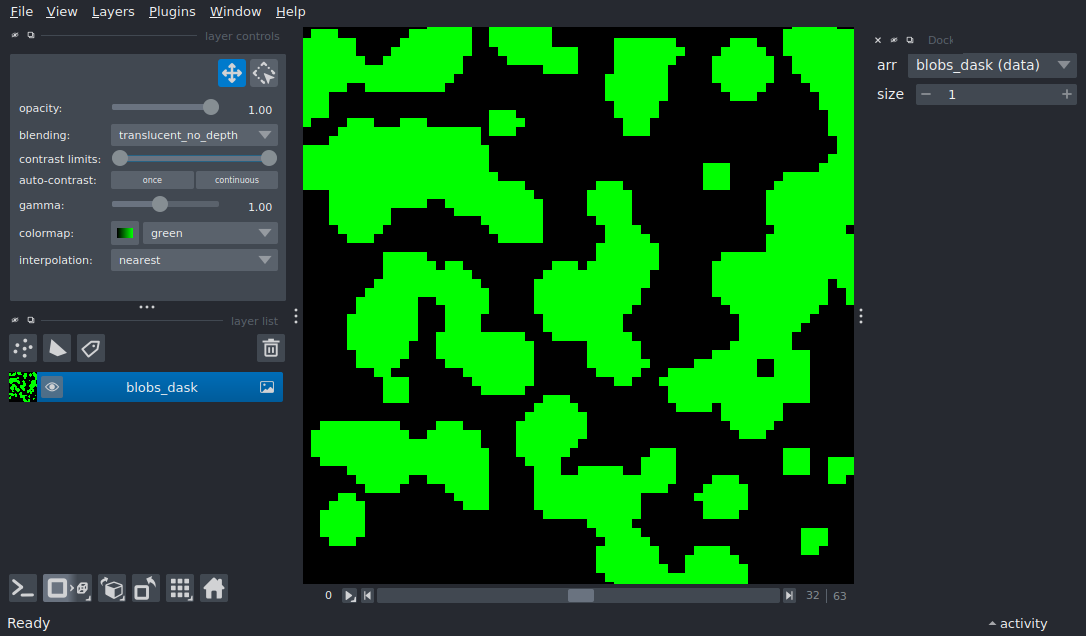 File View Layers Plugins Window Help
layer controls
opacity: 1.00
blending: translucent_no_depth
contrast limits:
auto-contrast: once continuous
gamma: 1.00
colormap: green
interpolation: nearest
layer list
blobs_dask
0 32 63
Ready
activity
Dock
arr blobs_dask (data)
size 1